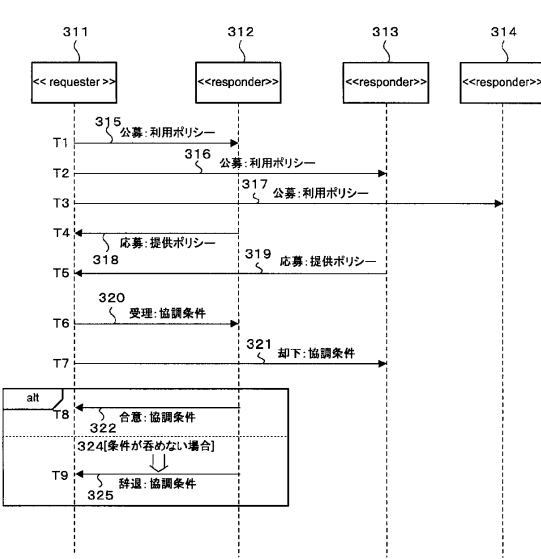 311 312 313 314
<< requester >> <<responder>> <<responder>> <<responder>>
315
公募:利用ポリシー
T1
316
公募:利用ポリシー
T2
317
公募:利用ポリシー
T3
T4
応募:提供ポリシー
318
319
応募:提供ポリシー
T5
320
受理:協調条件
T6
321
却下:協調条件
T7
alt
T8
合意:協調条件
322
324[条件が呑めない場合]
T9
辞退:協調条件
325